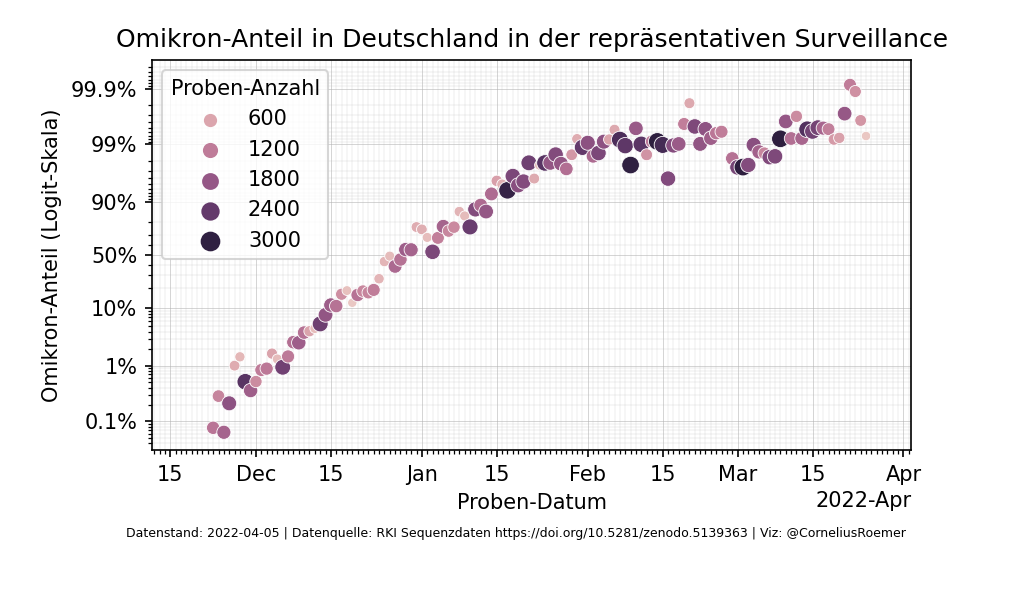 Omikron-Anteil in Deutschland in der repräsentativen Surveillance
Omikron-Anteil (Logit-Skala)
99.9%
99%
90%
50%
10%
1%
0.1%
Proben-Anzahl
600
1200
1800
2400
3000
15 Dec 15 Jan 15 Feb 15 Mar 15 Apr
Proben-Datum
2022-Apr
Datenstand: 2022-04-05 | Datenquelle: RKI Sequenzdaten https://doi.org/10.5281/zenodo.5139363 | Viz: @CorneliusRoemer